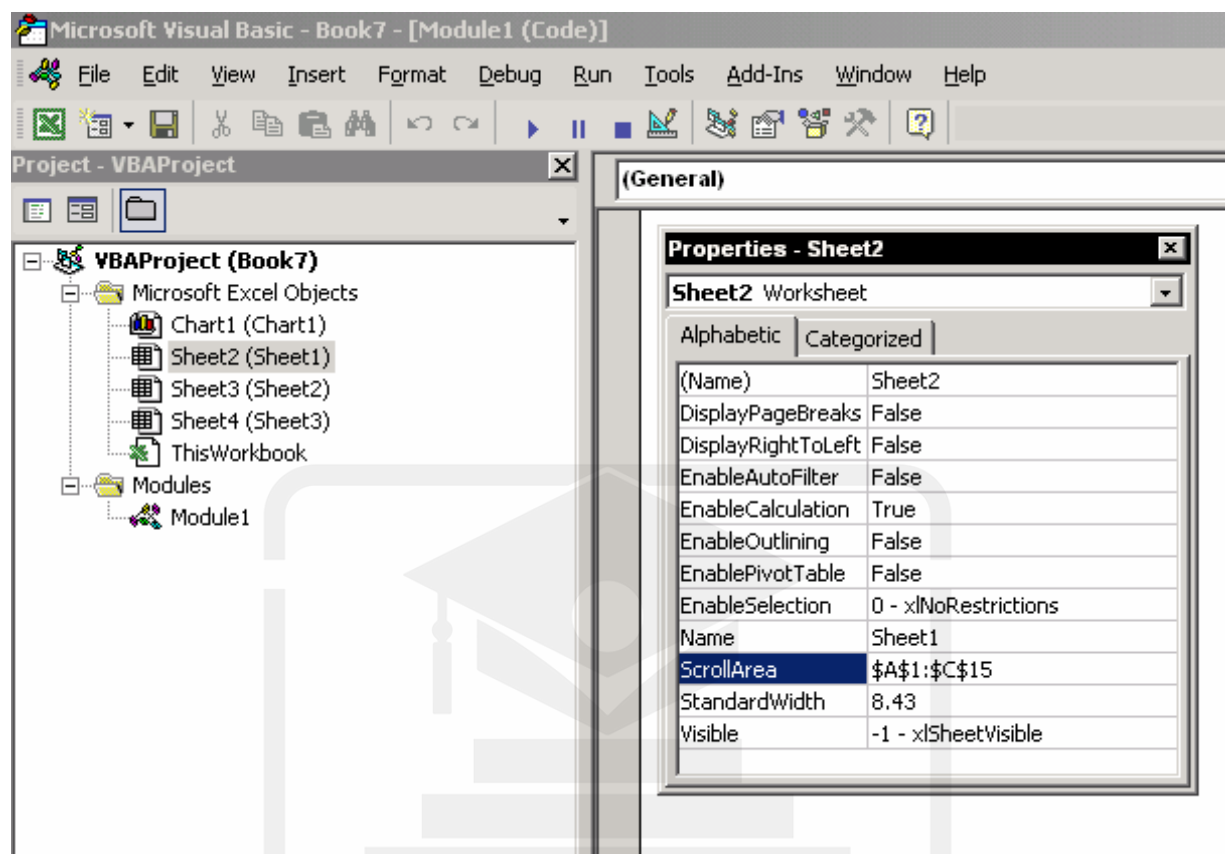 Microsoft Visual Basic - Book7 - [Module1 (Code)]
File Edit View Insert Format Debug Run Tools Add-Ins Window Help
Project - VBAProject
VBAProject (Book7)
Microsoft Excel Objects
Chart1 (Chart1)
Sheet2 (Sheet1)
Sheet3 (Sheet2)
Sheet4 (Sheet3)
ThisWorkbook
Modules
Module1
(General)
Properties - Sheet2
Sheet2 Worksheet
Alphabetic Categorized
(Name) Sheet2
DisplayPageBreaks False
DisplayRightToLeft False
EnableAutoFilter False
EnableCalculation True
EnableOutlining False
EnablePivotTable False
EnableSelection 0 - xlNoRestrictions
Name Sheet1
ScrollArea $A$1:$C$15
StandardWidth 8.43
Visible -1 - xlSheetVisible